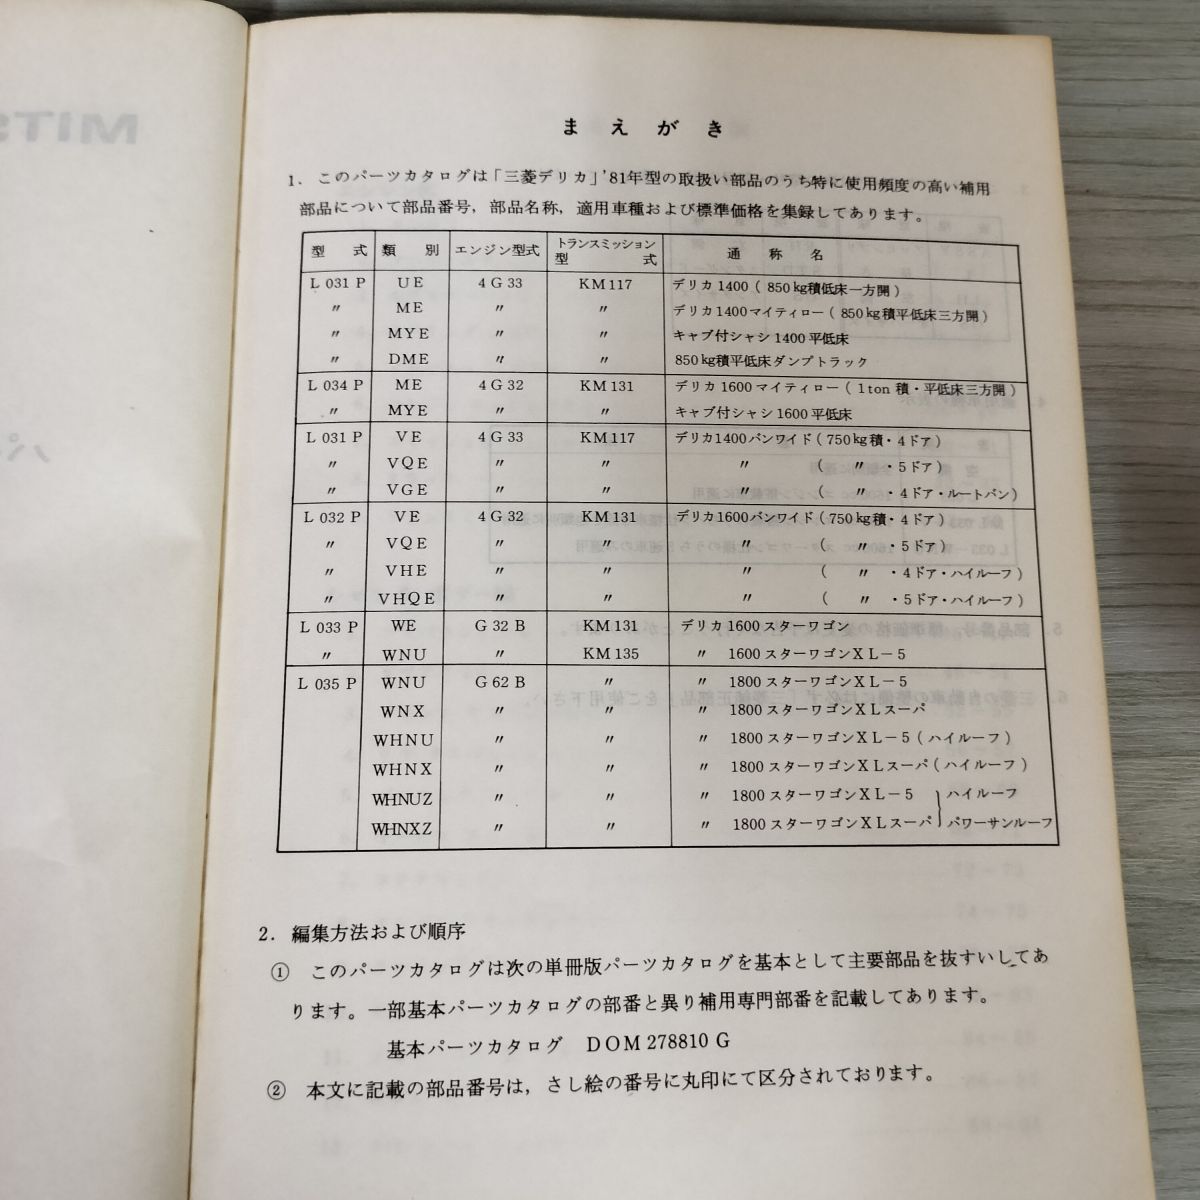 MITS
パ
まえがき
1. このパーツカタログは「三菱デリカ」'81年型の取扱い部品のうち特に使用頻度の高い補用
部品について部品番号, 部品名称, 適用車種および標準価格を集録してあります。
型式 類別 エンジン型式 トランスミッション型式 通称名
L 031 P UE 4G33 KM117 デリカ1400 ( 850㎏積低床一方開 )
〃 ME 〃 〃 デリカ1400マイティロー ( 850㎏積平低床三方開 )
〃 MYE 〃 〃 キャブ付シャシ1400平低床
〃 DME 〃 〃 850㎏積平低床ダンプトラック
L 034 P ME 4G32 KM131 デリカ1600マイティロー ( 1ton 積・平低床三方開 )
〃 MYE 〃 〃 キャブ付シャシ1600平低床
L 031 P VE 4G33 KM117 デリカ1400バンワイド ( 750㎏積・4ドア )
〃 VQE 〃 〃 〃 ( 〃 ・5ドア )
〃 VGE 〃 〃 〃 ( 〃 ・4ドア・ルートバン )
L 032 P VE 4G32 KM131 デリカ1600バンワイド ( 750㎏積・4ドア )
〃 VQE 〃 〃 〃 ( 〃 ・5ドア )
〃 VHE 〃 〃 〃 ( 〃 ・4ドア・ハイルーフ )
〃 VHQE 〃 〃 〃 ( 〃 ・5ドア・ハイルーフ )
L 033 P WE G32B KM131 デリカ1600スターワゴン
〃 WNU 〃 KM135 〃 1600スターワゴンXL-5
L 035 P WNU G62B 〃 〃 1800スターワゴンXL-5
WNX 〃 〃 〃 1800スターワゴンXLスーパ
WHNU 〃 〃 〃 1800スターワゴンXL-5 ( ハイルーフ )
WHNX 〃 〃 〃 1800スターワゴンXLスーパ ( ハイルーフ )
WHNUZ 〃 〃 〃 1800スターワゴンXL-5 ハイルーフ
WHNXZ 〃 〃 〃 1800スターワゴンXLスーパ パワーサンルーフ
2. 編集方法および順序
① このパーツカタログは次の単冊版パーツカタログを基本として主要部品を抜すいしてあ
ります。一部基本パーツカタログの部番と異り補用専門部番を記載してあります。
基本パーツカタログ DOM278810G
② 本文に記載の部品番号は, さし絵の番号に丸印にて区分されております。